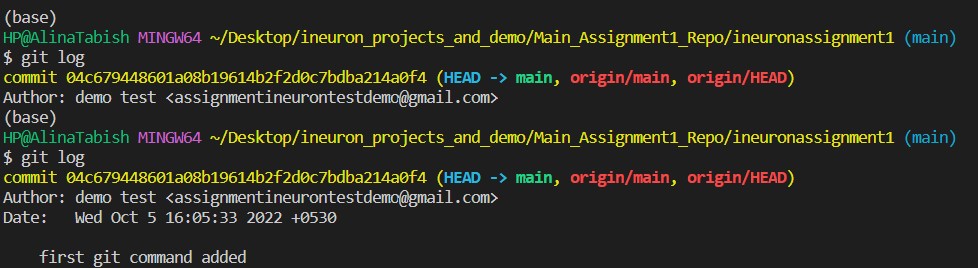 (base)
HP@AlinaTabish MINGW64 ~/Desktop/ineuron_projects_and_demo/Main_Assignment1_Repo/ineuronassignment1 (main)
$ git log
commit 04c679448601a08b19614b2f2d0c7bdba214a0f4 (HEAD -> main, origin/main, origin/HEAD)
Author: demo test <assignmentineurontestdemo@gmail.com>
(base)
HP@AlinaTabish MINGW64 ~/Desktop/ineuron_projects_and_demo/Main_Assignment1_Repo/ineuronassignment1 (main)
$ git log
commit 04c679448601a08b19614b2f2d0c7bdba214a0f4 (HEAD -> main, origin/main, origin/HEAD)
Author: demo test <assignmentineurontestdemo@gmail.com>
Date:   Wed Oct 5 16:05:33 2022 +0530
    first git command added